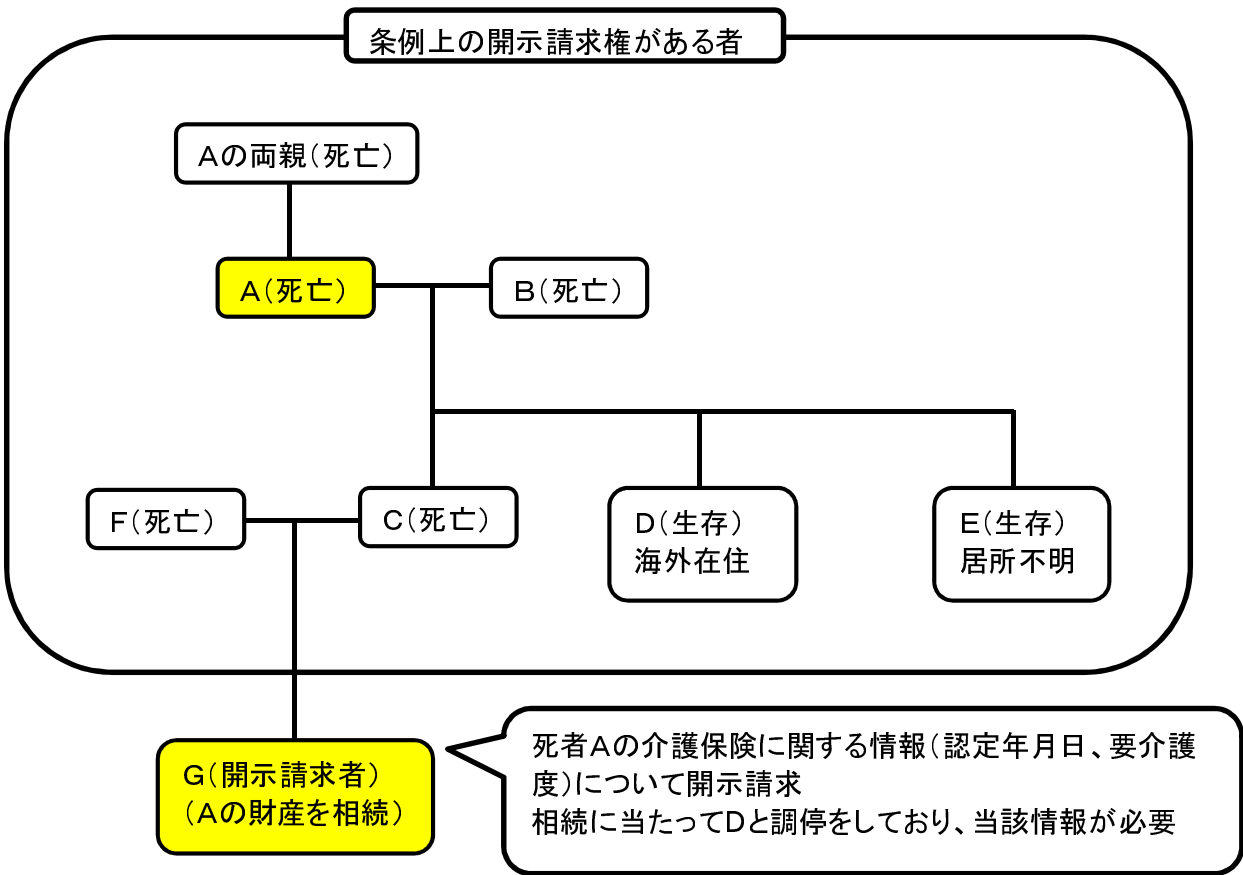 条例上の開示請求権がある者
Aの両親（死亡）
A（死亡）
B（死亡）
F（死亡）
C（死亡）
D（生存）
海外在住
E（生存）
居所不明
G（開示請求者）
（Aの財産を相続）
死者Aの介護保険に関する情報（認定年月日、要介護
度）について開示請求
相続に当たってDと調停をしており、当該情報が必要